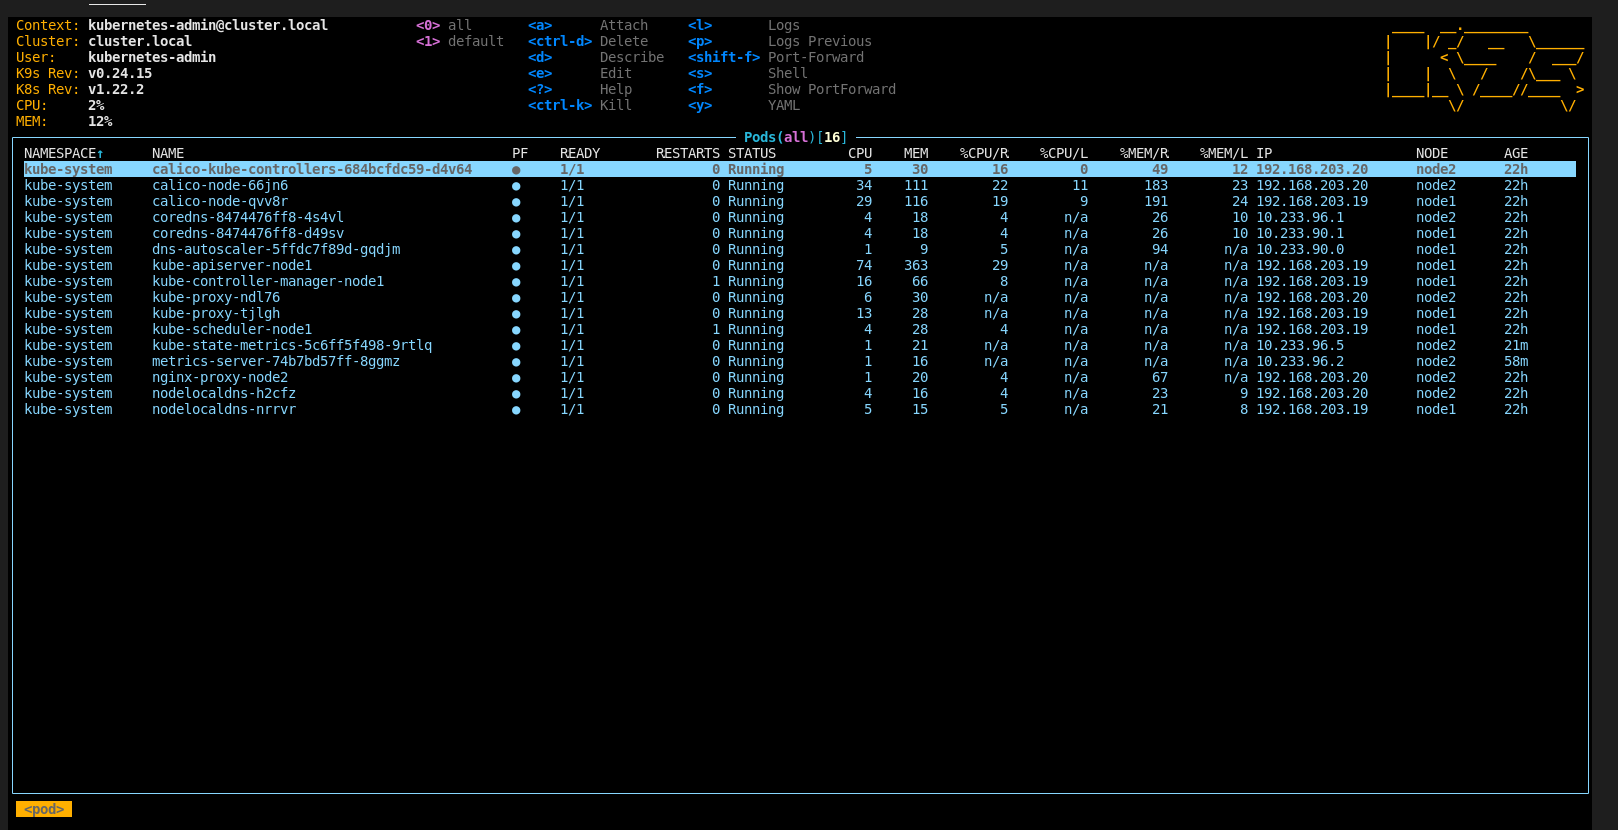 Context: kubernetes-admin@cluster.local <0> all <a> Attach <l> Logs
Cluster: cluster.local <1> default <ctrl-d> Delete <p> Logs Previous
User: kubernetes-admin <d> Describe <shift-f> Port-Forward
K9s Rev: v0.24.15 <e> Edit <s> Shell
K8s Rev: v1.22.2 <?> Help <f> Show PortForward
CPU: 2% <ctrl-k> Kill <y> YAML
MEM: 12%
Pods(all)[16]
NAMESPACE↑ NAME PF READY RESTARTS STATUS CPU MEM %CPU/R %CPU/L %MEM/R %MEM/L IP NODE AGE
kube-system calico-kube-controllers-684bcfdc59-d4v64 ● 1/1 0 Running 5 30 16 0 49 12 192.168.203.20 node2 22h
kube-system calico-node-66jn6 ● 1/1 0 Running 34 111 22 11 183 23 192.168.203.20 node2 22h
kube-system calico-node-qvv8r ● 1/1 0 Running 29 116 19 9 191 24 192.168.203.19 node1 22h
kube-system coredns-8474476ff8-4s4vl ● 1/1 0 Running 4 18 4 n/a 26 10 10.233.96.1 node2 22h
kube-system coredns-8474476ff8-d49sv ● 1/1 0 Running 4 18 4 n/a 26 10 10.233.90.1 node1 22h
kube-system dns-autoscaler-5ffdc7f89d-gqdjm ● 1/1 0 Running 1 9 5 n/a 94 n/a 10.233.90.0 node1 22h
kube-system kube-apiserver-node1 ● 1/1 0 Running 74 363 29 n/a n/a n/a 192.168.203.19 node1 22h
kube-system kube-controller-manager-node1 ● 1/1 1 Running 16 66 8 n/a n/a n/a 192.168.203.19 node1 22h
kube-system kube-proxy-ndl76 ● 1/1 0 Running 6 30 n/a n/a n/a n/a 192.168.203.20 node2 22h
kube-system kube-proxy-tjlgh ● 1/1 0 Running 13 28 n/a n/a n/a n/a 192.168.203.19 node1 22h
kube-system kube-scheduler-node1 ● 1/1 1 Running 4 28 4 n/a n/a n/a 192.168.203.19 node1 22h
kube-system kube-state-metrics-5c6ff5f498-9rtlq ● 1/1 0 Running 1 21 n/a n/a n/a n/a 10.233.96.5 node2 21m
kube-system metrics-server-74b7bd57ff-8ggmz ● 1/1 0 Running 1 16 n/a n/a n/a n/a 10.233.96.2 node2 58m
kube-system nginx-proxy-node2 ● 1/1 0 Running 1 20 4 n/a 67 n/a 192.168.203.20 node2 22h
kube-system nodelocaldns-h2cfz ● 1/1 0 Running 4 16 4 n/a 23 9 192.168.203.20 node2 22h
kube-system nodelocaldns-nrrvr ● 1/1 0 Running 5 15 5 n/a 21 8 192.168.203.19 node1 22h
<pod>